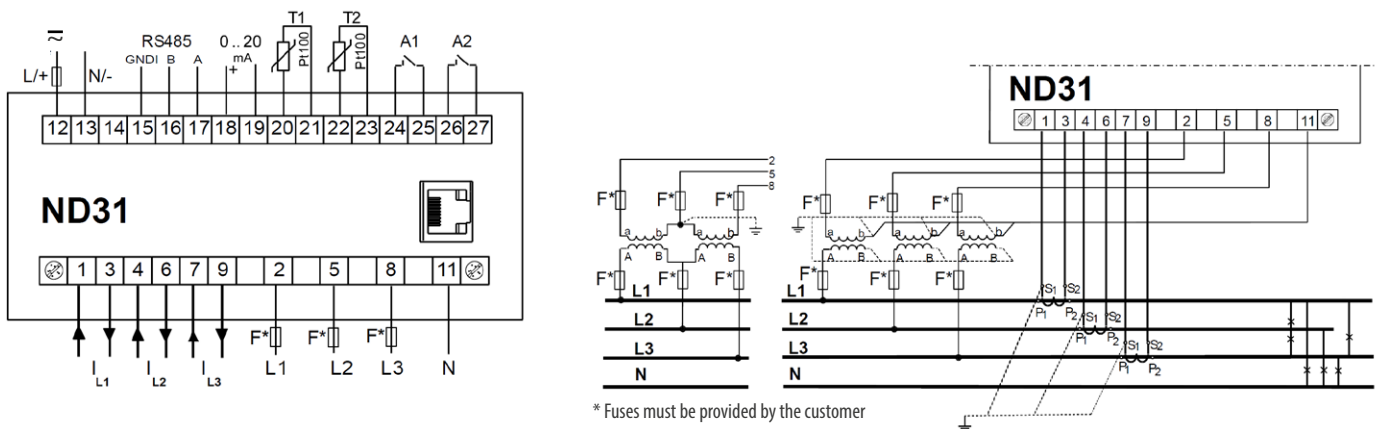 T1 T2
RS485 0 .. 20 A1 A2
GNDI B A mA
+
Pt100 Pt100
L/+ N/-
12 13 14 15 16 17 18 19 20 21 22 23 24 25 26 27
ND31
1 3 4 6 7 9 2 5 8 11
F* F* F*
I L1 I L2 I L3 L1 L2 L3 N
ND31
1 3 4 6 7 9 2 5 8 11
2
5
8
F* F* F*
a b a b
A B A B
F* F* F*
L1
L2
L3
N
F* F* F*
a b a b a b
A B A B A B
F* F* F*
L1 S1 S2
P1 P2
L2 S1 S2
P1 P2
L3 S1 S2
P1 P2
N
* Fuses must be provided by the customer